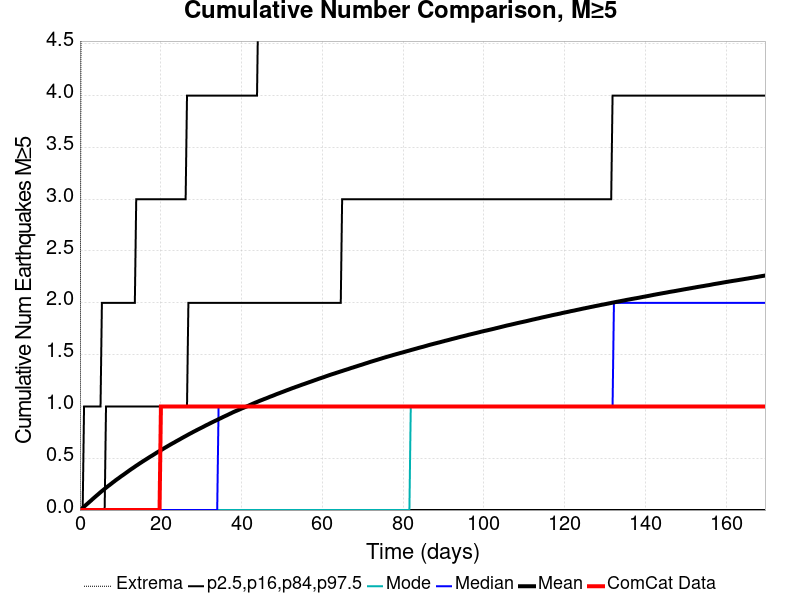 Cumulative Number Comparison, M≥5
Cumulative Num Earthquakes M≥5
4.5
4.0
3.5
3.0
2.5
2.0
1.5
1.0
0.5
0.0
0 20 40 60 80 100 120 140 160
Time (days)
Extrema p2.5,p16,p84,p97.5 Mode Median Mean ComCat Data